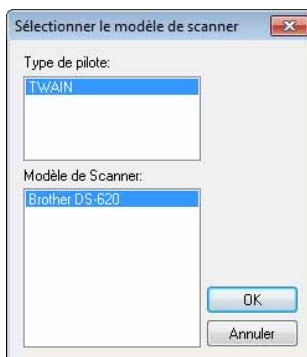 Sélectionner le modèle de scanner
Type de pilote:
TWAIN
Modèle de Scanner:
Brother DS-620
OK
Annuler